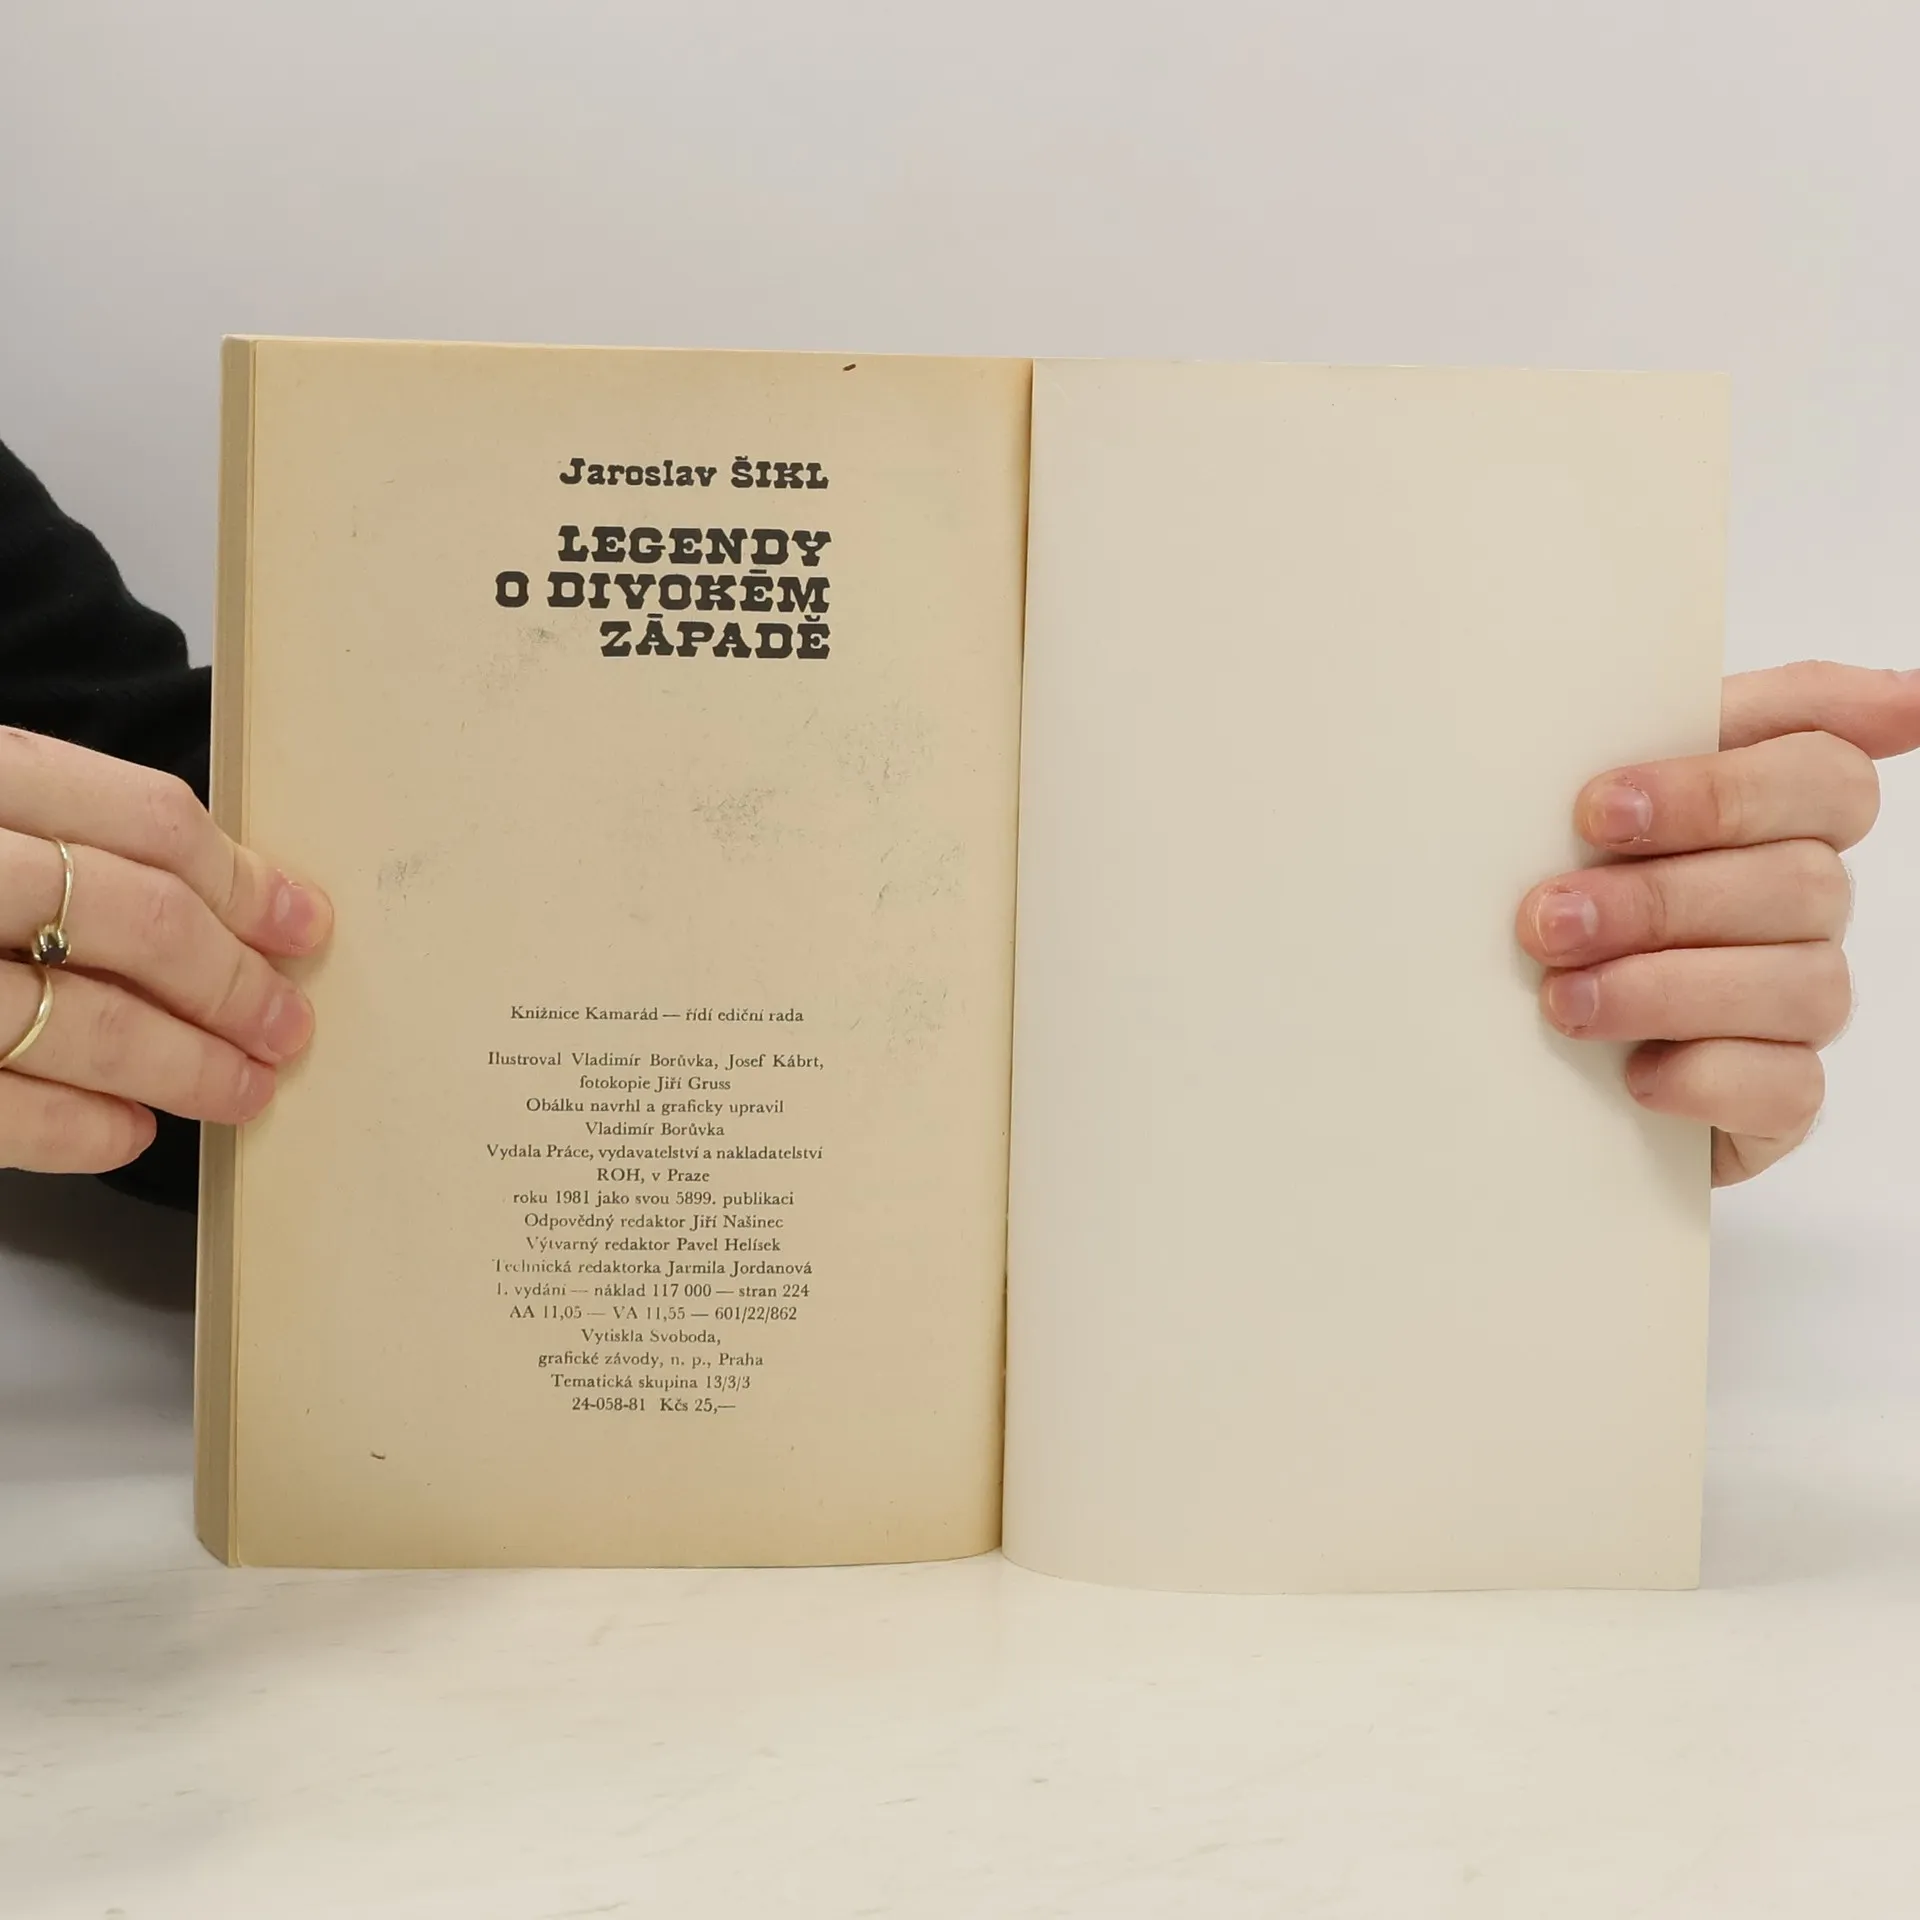 Jaroslav ŠIKL
LEGENDY
O DIVOKÉM
ZÁPADĚ
Knižnice Kamarád — řídí ediční rada
Ilustroval Vladimír Borůvka, Josef Kábrt,
fotokopie Jiří Gruss
Obálku navrhl a graficky upravil
Vladimír Borůvka
Vydala Práce, vydavatelství a nakladatelství
ROH, v Praze
roku 1981 jako svou 5899. publikaci
Odpovědný redaktor Jiří Našinec
Výtvarný redaktor Pavel Helísek
Technická redaktorka Jarmila Jordanová
1. vydání — náklad 117 000 — stran 224
AA 11,05 — VA 11,55 — 601/22/862
Vytiskla Svoboda,
grafické závody, n. p., Praha
Tematická skupina 13/3/3
24-058-81 Kčs 25,—